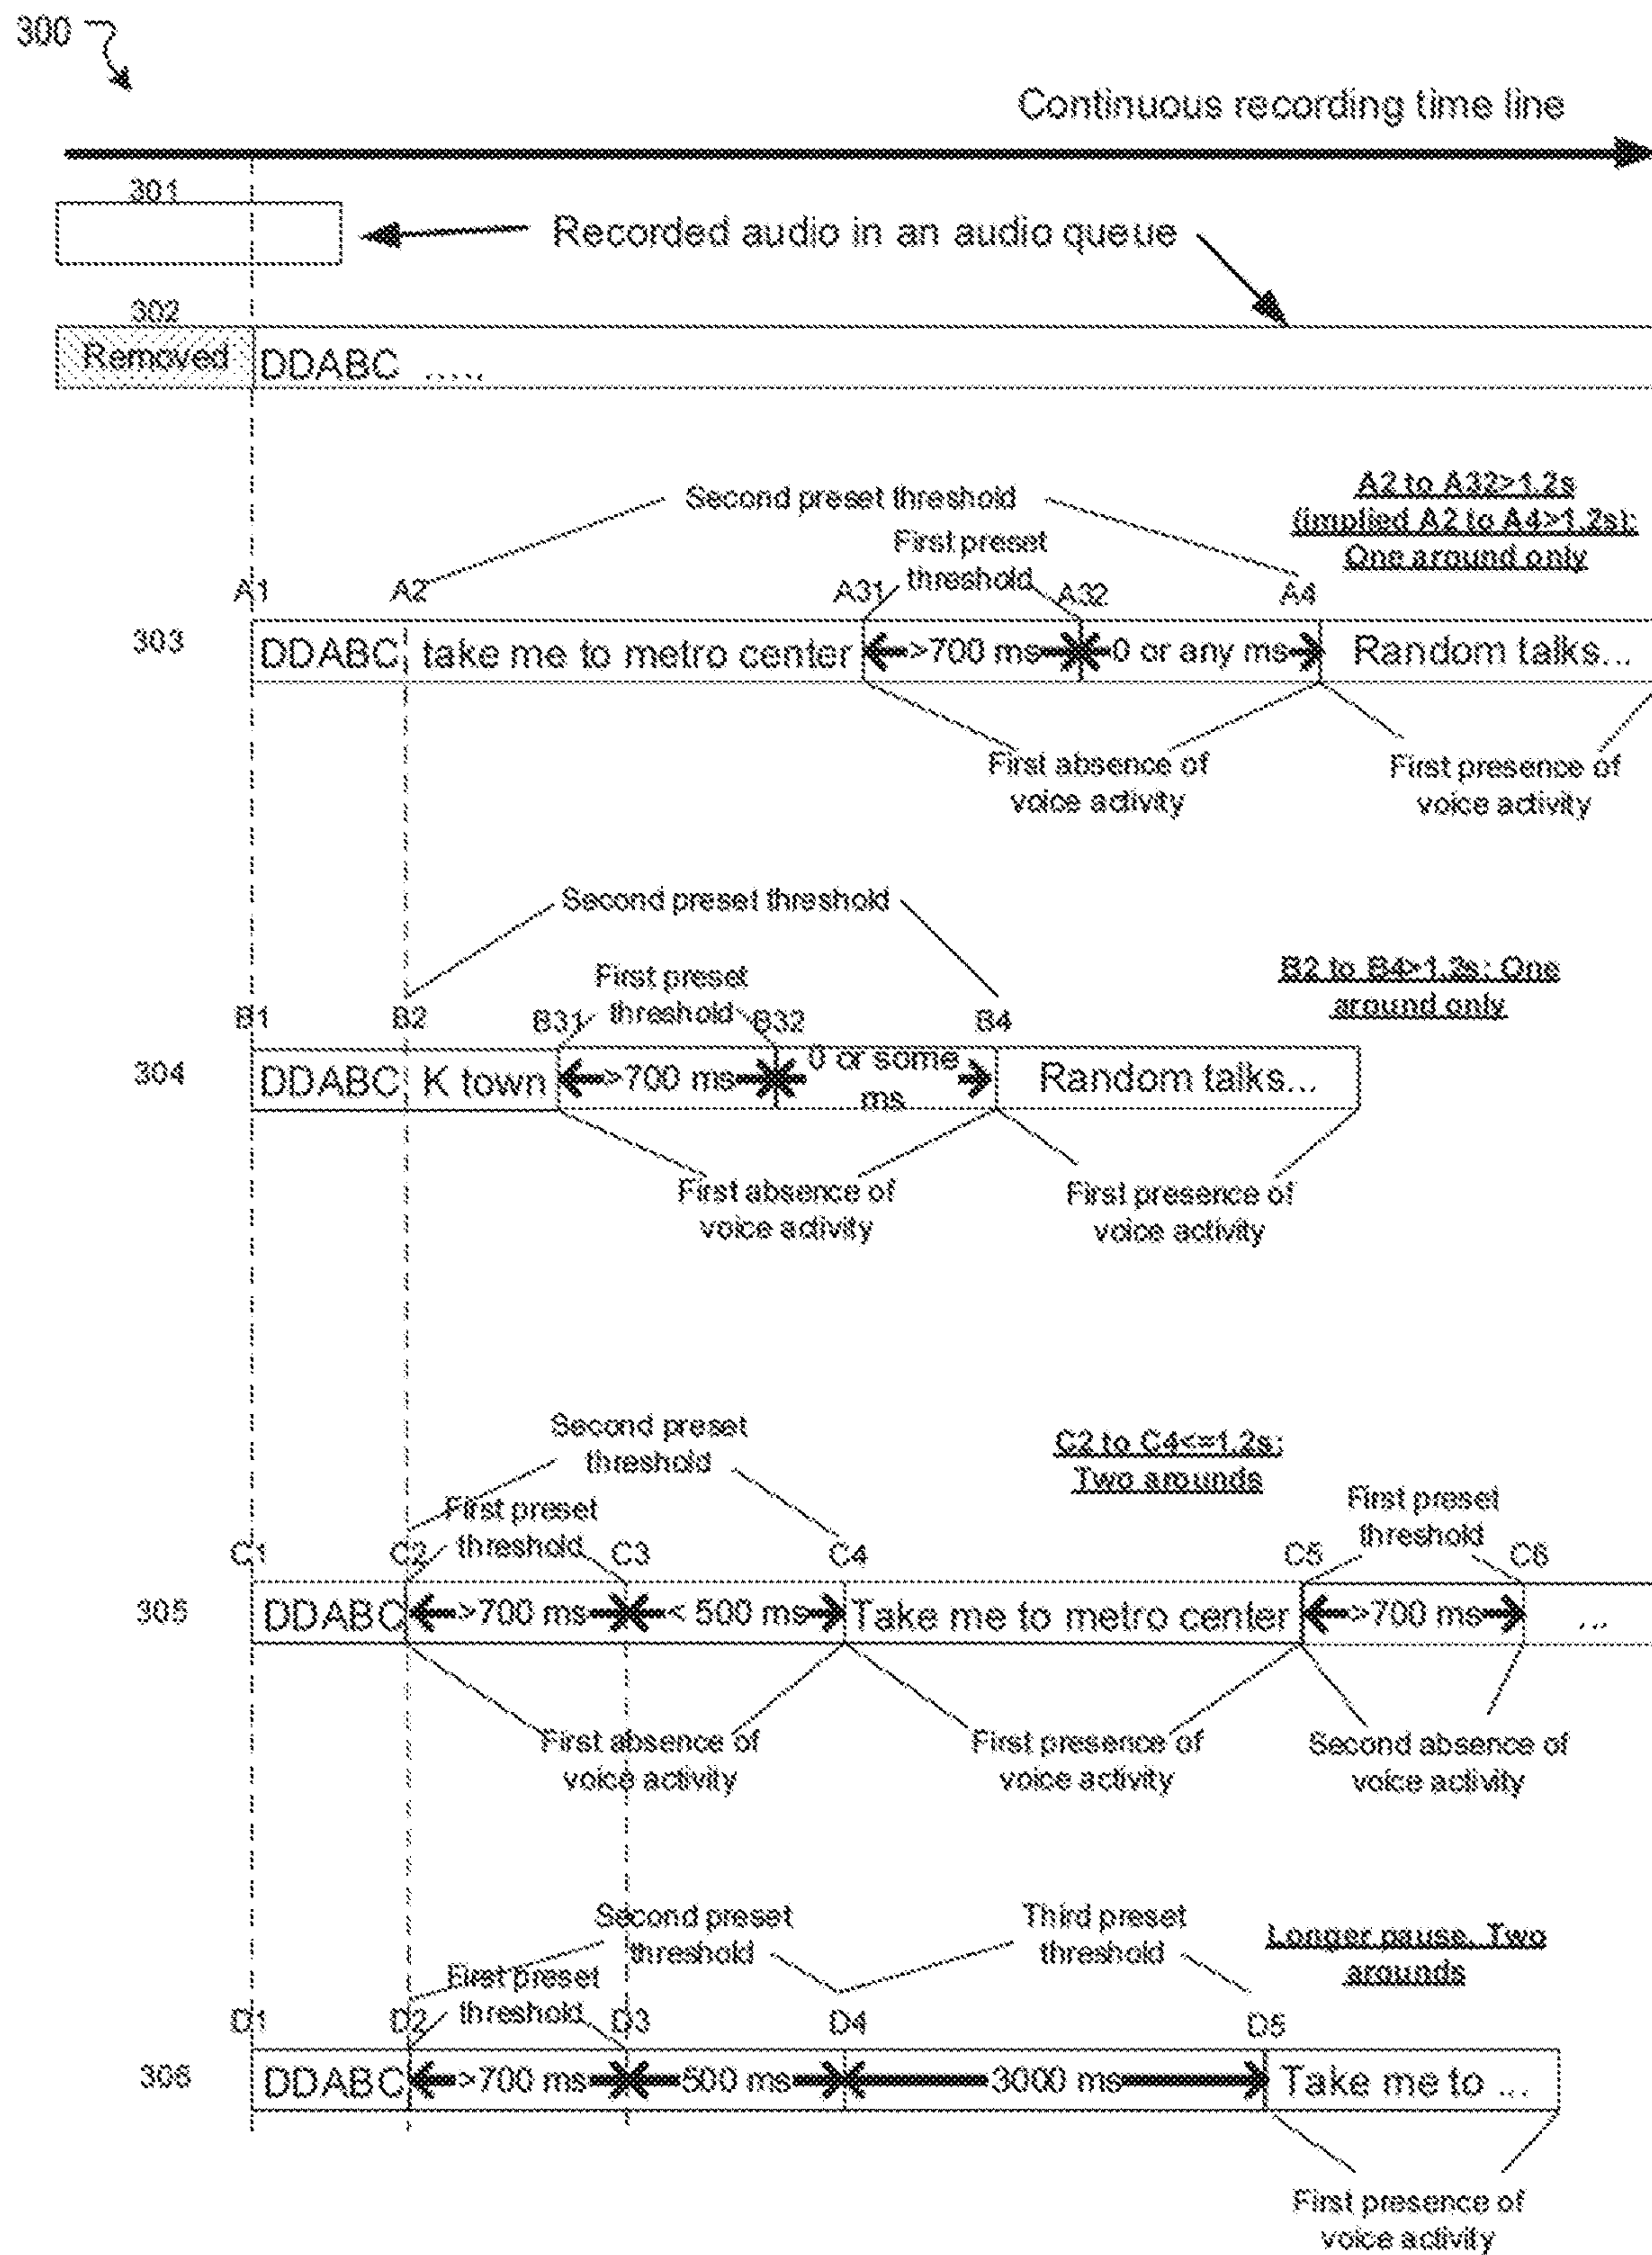 300
Continuous recording time line
301
Recorded audio in an audio queue
302
Removed DDABC .....
A2 to A32>1.2s
(implied A2 to A4>1.2s):
One around only
Second preset threshold
First preset
threshold
A1 A2 A31 A32 A4
303 DDABC take me to metro center >700 ms 0 or any ms Random talks...
First absence of
voice activity
First presence of
voice activity
Second preset threshold
B2 to B4>1.2s: One
around only
First preset
threshold
B1 B2 B31 B32 B4
304 DDABC K town >700 ms 0 or some
ms
Random talks...
First absence of
voice activity
First presence of
voice activity
Second preset
threshold
C2 to C4<=1.2s:
Two arounds
First preset
threshold
First preset
threshold
C1 C2 C3 C4 C5 C6
305 DDABC >700 ms < 500 ms Take me to metro center >700 ms ...
First absence of
voice activity
First presence of
voice activity
Second absence of
voice activity
Second preset
threshold
Third preset
threshold
Longer pause. Two
arounds
First preset
threshold
D1 D2 D3 D4 D5
306 DDABC >700 ms 500 ms 3000 ms Take me to ...
First presence of
voice activity